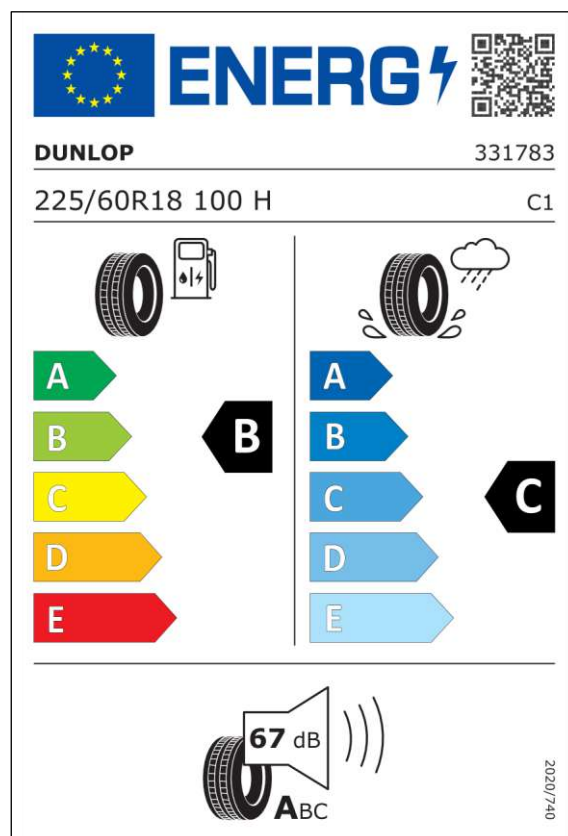 ENERG
DUNLOP 331783
225/60R18 100 H C1
A
B
C
D
E
B
A
B
C
D
E
C
67 dB
ABC
2020/740